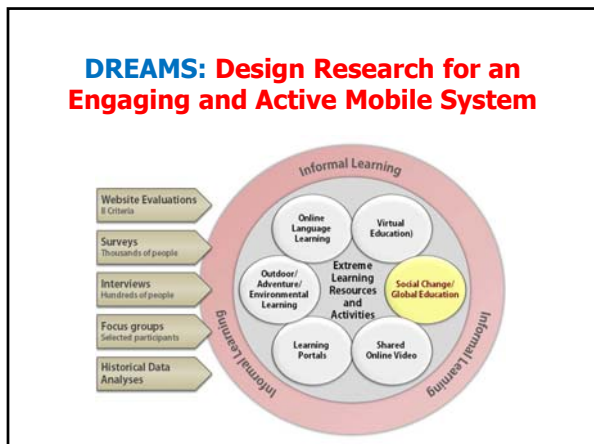 DREAMS: Design Research for an
Engaging and Active Mobile System
Website Evaluations
8 Criteria
Surveys
Thousands of people
Interviews
Hundreds of people
Focus groups
Selected participants
Historical Data
Analyses
Informal Learning
Informal Learning
Informal Learning
Online
Language
Learning
Virtual
Education)
Outdoor/
Adventure/
Environmental
Learning
Extreme
Learning
Resources
and
Activities
Social Change/
Global Education
Learning
Portals
Shared
Online Video